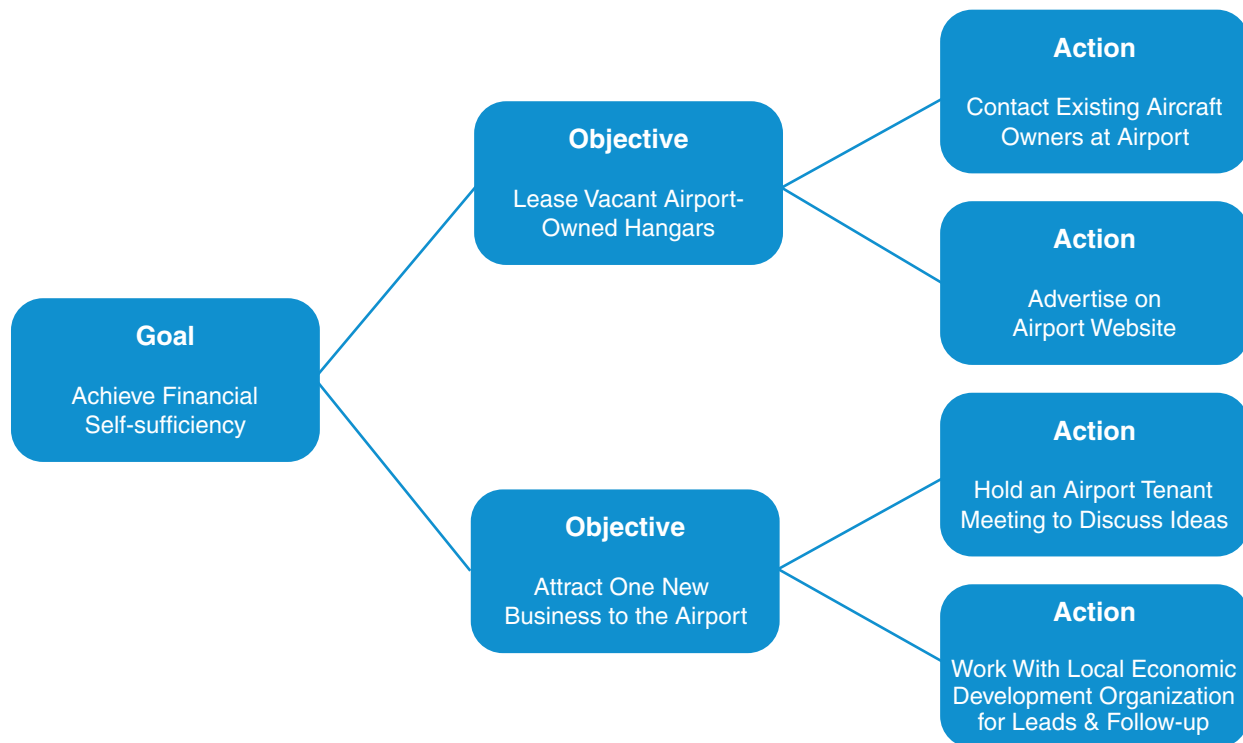 Goal
Achieve Financial
Self-sufficiency
Objective
Lease Vacant Airport-
Owned Hangars
Action
Contact Existing Aircraft
Owners at Airport
Action
Advertise on
Airport Website
Objective
Attract One New
Business to the Airport
Action
Hold an Airport Tenant
Meeting to Discuss Ideas
Action
Work With Local Economic
Development Organization
for Leads & Follow-up